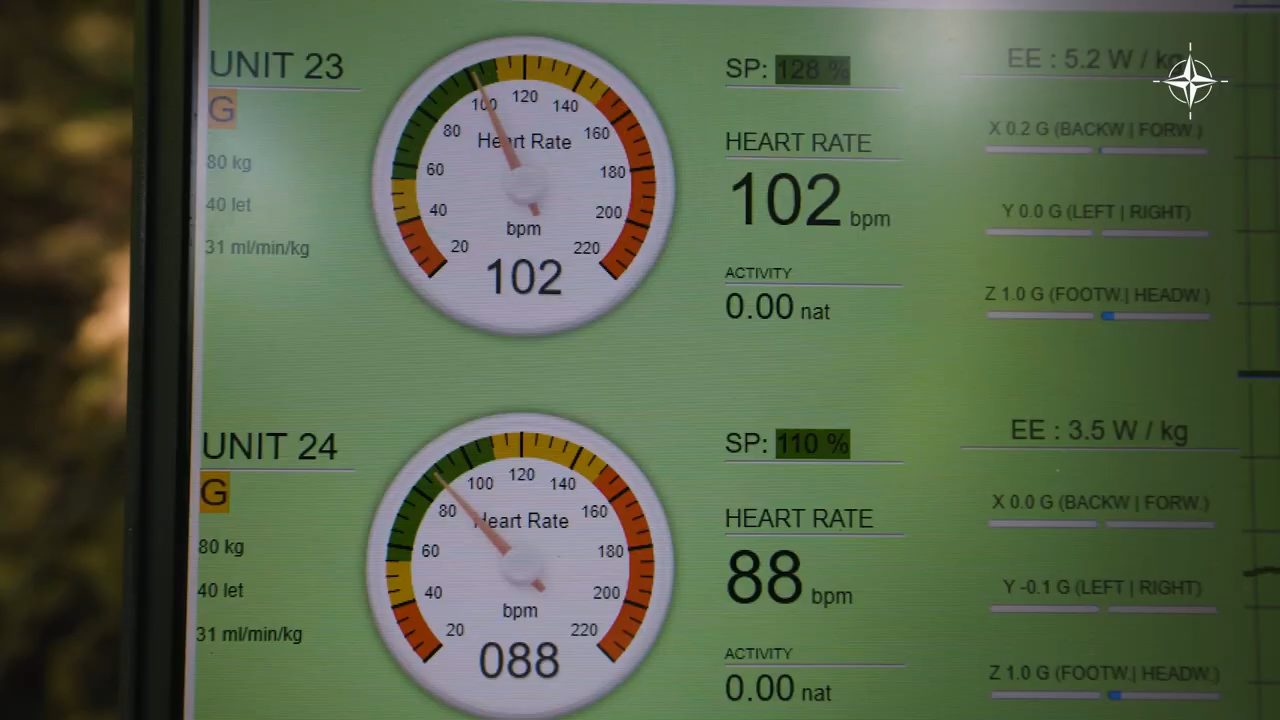 UNIT 23
G
80 kg
40 let
31 ml/min/kg
20
40
60
80
100
120
140
160
180
200
220
Heart Rate
bpm
102
SP: 128 %
HEART RATE
102 bpm
ACTIVITY
0.00 nat
EE : 5.2 W / kg
X 0.2 G (BACKW | FORW.)
Y 0.0 G (LEFT | RIGHT)
Z 1.0 G (FOOTW.| HEADW.)
UNIT 24
G
80 kg
40 let
31 ml/min/kg
20
40
60
80
100
120
140
160
180
200
220
Heart Rate
bpm
088
SP: 110 %
HEART RATE
88 bpm
ACTIVITY
0.00 nat
EE : 3.5 W / kg
X 0.0 G (BACKW | FORW.)
Y -0.1 G (LEFT | RIGHT)
Z 1.0 G (FOOTW.| HEADW.)